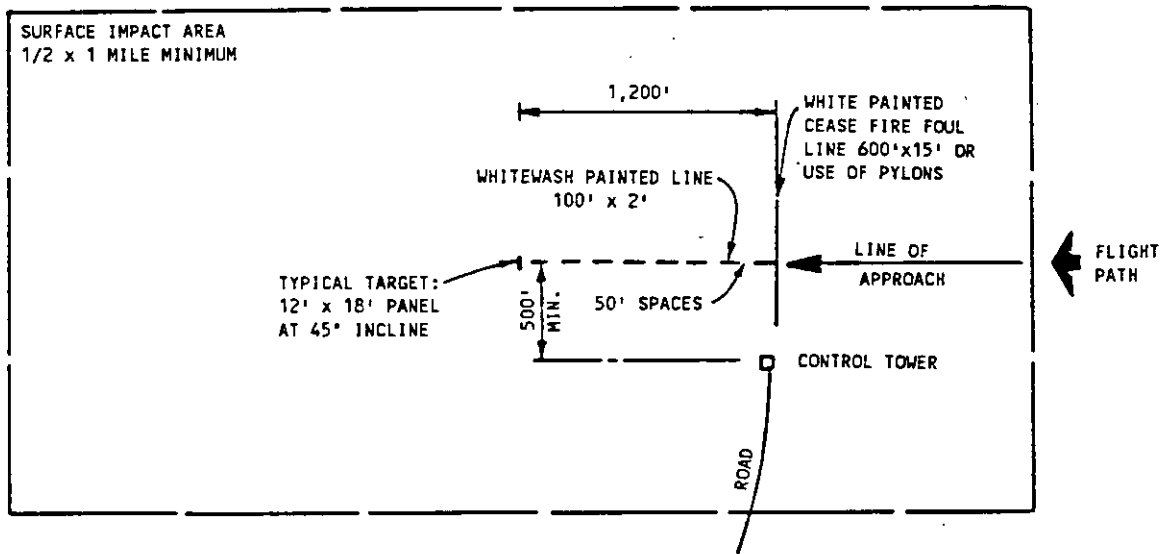 SURFACE IMPACT AREA
1/2 x 1 MILE MINIMUM
1,200'
WHITE PAINTED
CEASE FIRE FOUL
LINE 600'x15' OR
USE OF PYLONS
WHITEWASH PAINTED LINE
100' x 2'
LINE OF
APPROACH
FLIGHT
PATH
TYPICAL TARGET:
12' x 18' PANEL
AT 45° INCLINE
500'
MIN.
50' SPACES
CONTROL TOWER
ROAD